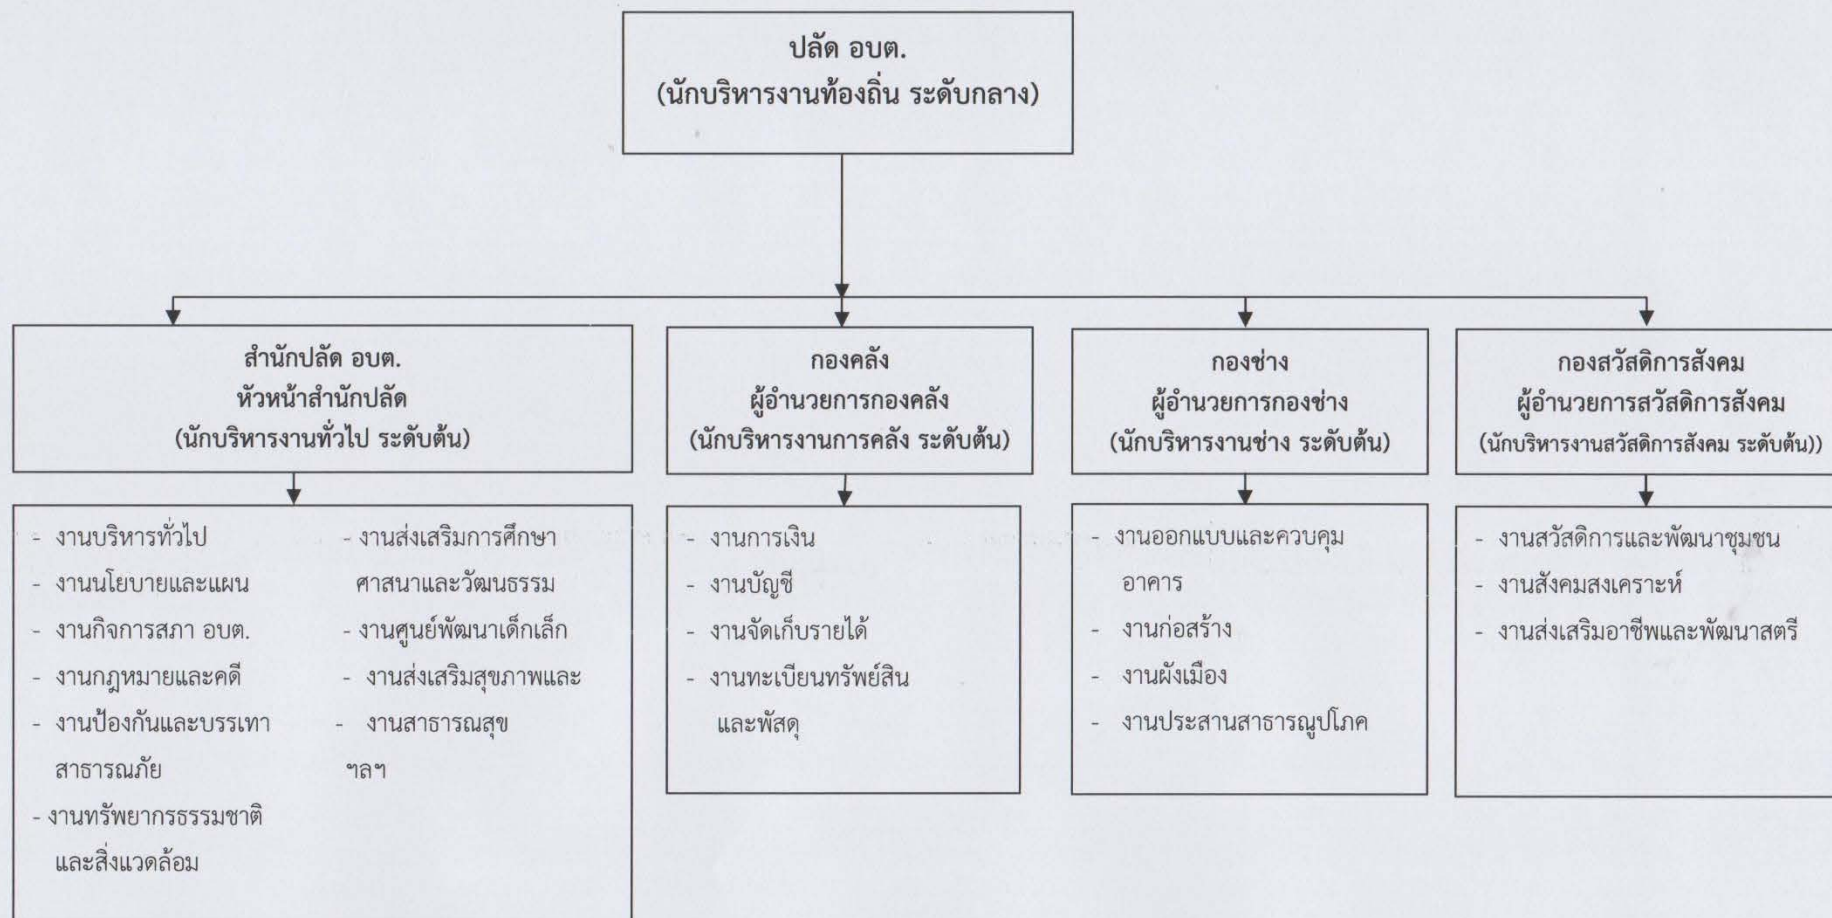 ปลัด อบต.
(นักบริหารงานท้องถิ่น ระดับกลาง)
สำนักปลัด อบต.
หัวหน้าสำนักปลัด
(นักบริหารงานทั่วไป ระดับต้น)
กองคลัง
ผู้อำนวยการกองคลัง
(นักบริหารงานการคลัง ระดับต้น)
กองช่าง
ผู้อำนวยการกองช่าง
(นักบริหารงานช่าง ระดับต้น)
กองสวัสดิการสังคม
ผู้อำนวยการสวัสดิการสังคม
(นักบริหารงานสวัสดิการสังคม ระดับต้น))
- งานบริหารทั่วไป
- งานนโยบายและแผน
- งานกิจการสภา อบต.
- งานกฎหมายและคดี
- งานป้องกันและบรรเทา
สาธารณภัย
- งานทรัพยากรธรรมชาติ
และสิ่งแวดล้อม
- งานส่งเสริมการศึกษา
ศาสนาและวัฒนธรรม
- งานศูนย์พัฒนาเด็กเล็ก
- งานส่งเสริมสุขภาพและ
- งานสาธารณสุข
ฯลฯ
- งานการเงิน
- งานบัญชี
- งานจัดเก็บรายได้
- งานทะเบียนทรัพย์สิน
และพัสดุ
- งานออกแบบและควบคุม
อาคาร
- งานก่อสร้าง
- งานผังเมือง
- งานประสานสาธารณูปโภค
- งานสวัสดิการและพัฒนาชุมชน
- งานสังคมสงเคราะห์
- งานส่งเสริมอาชีพและพัฒนาสตรี